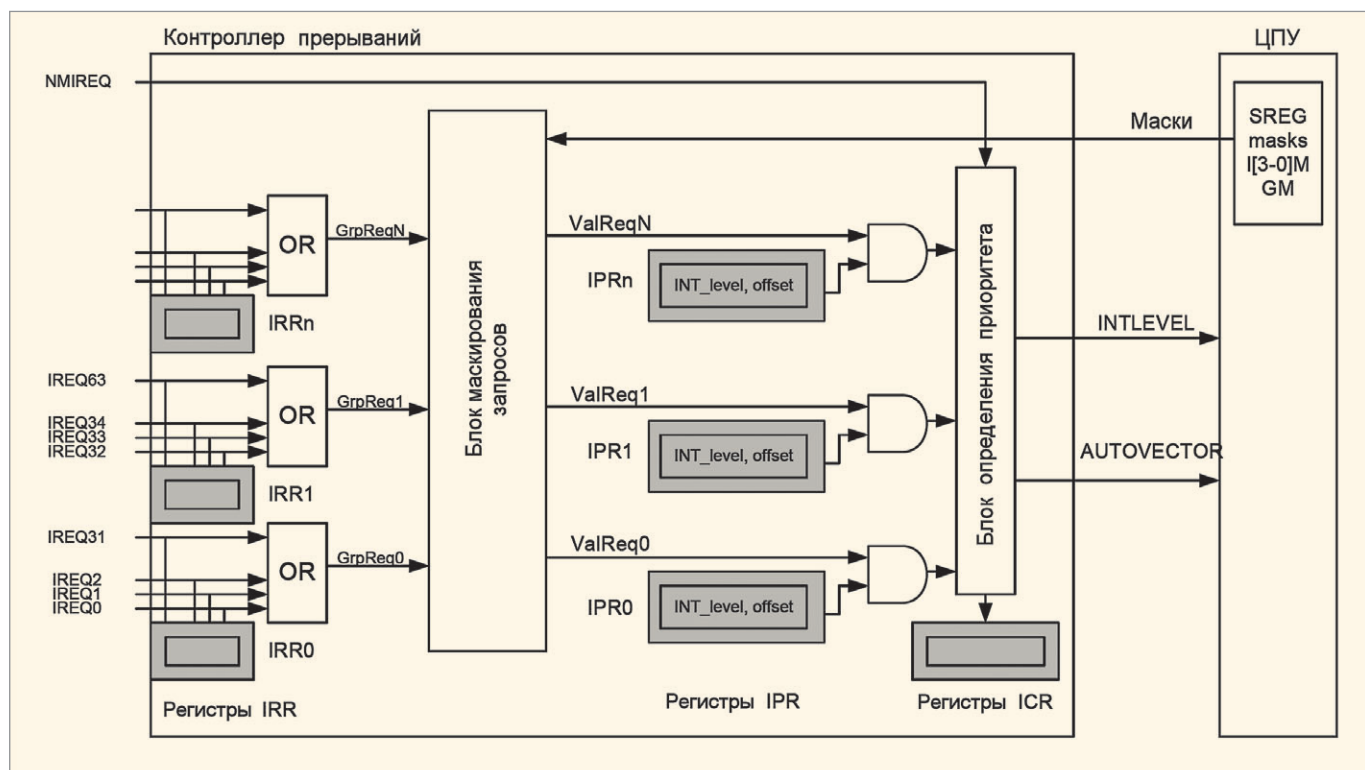 Контроллер прерываний
ЦПУ
NMIREQ
Маски
SREG
masks
I[3-0]M
GM
OR
GrpReqN
IRRn
Блок маскирования
запросов
ValReqN
IPRn
INT_level, offset
Блок определения приоритета
INTLEVEL
IREQ63
IREQ34
IREQ33
IREQ32
OR
GrpReq1
IRR1
ValReq1
IPR1
INT_level, offset
AUTOVECTOR
IREQ31
IREQ2
IREQ1
IREQ0
OR
GrpReq0
IRR0
ValReq0
IPR0
INT_level, offset
Регистры IRR
Регистры IPR
Регистры ICR